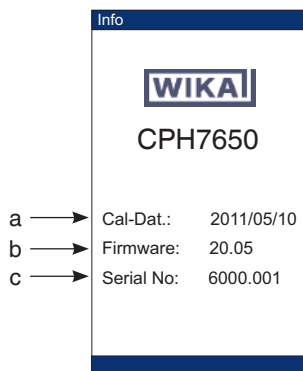 Info
WIKA
CPH7650
a Cal-Dat.: 2011/05/10
b Firmware: 20.05
c Serial No: 6000.001